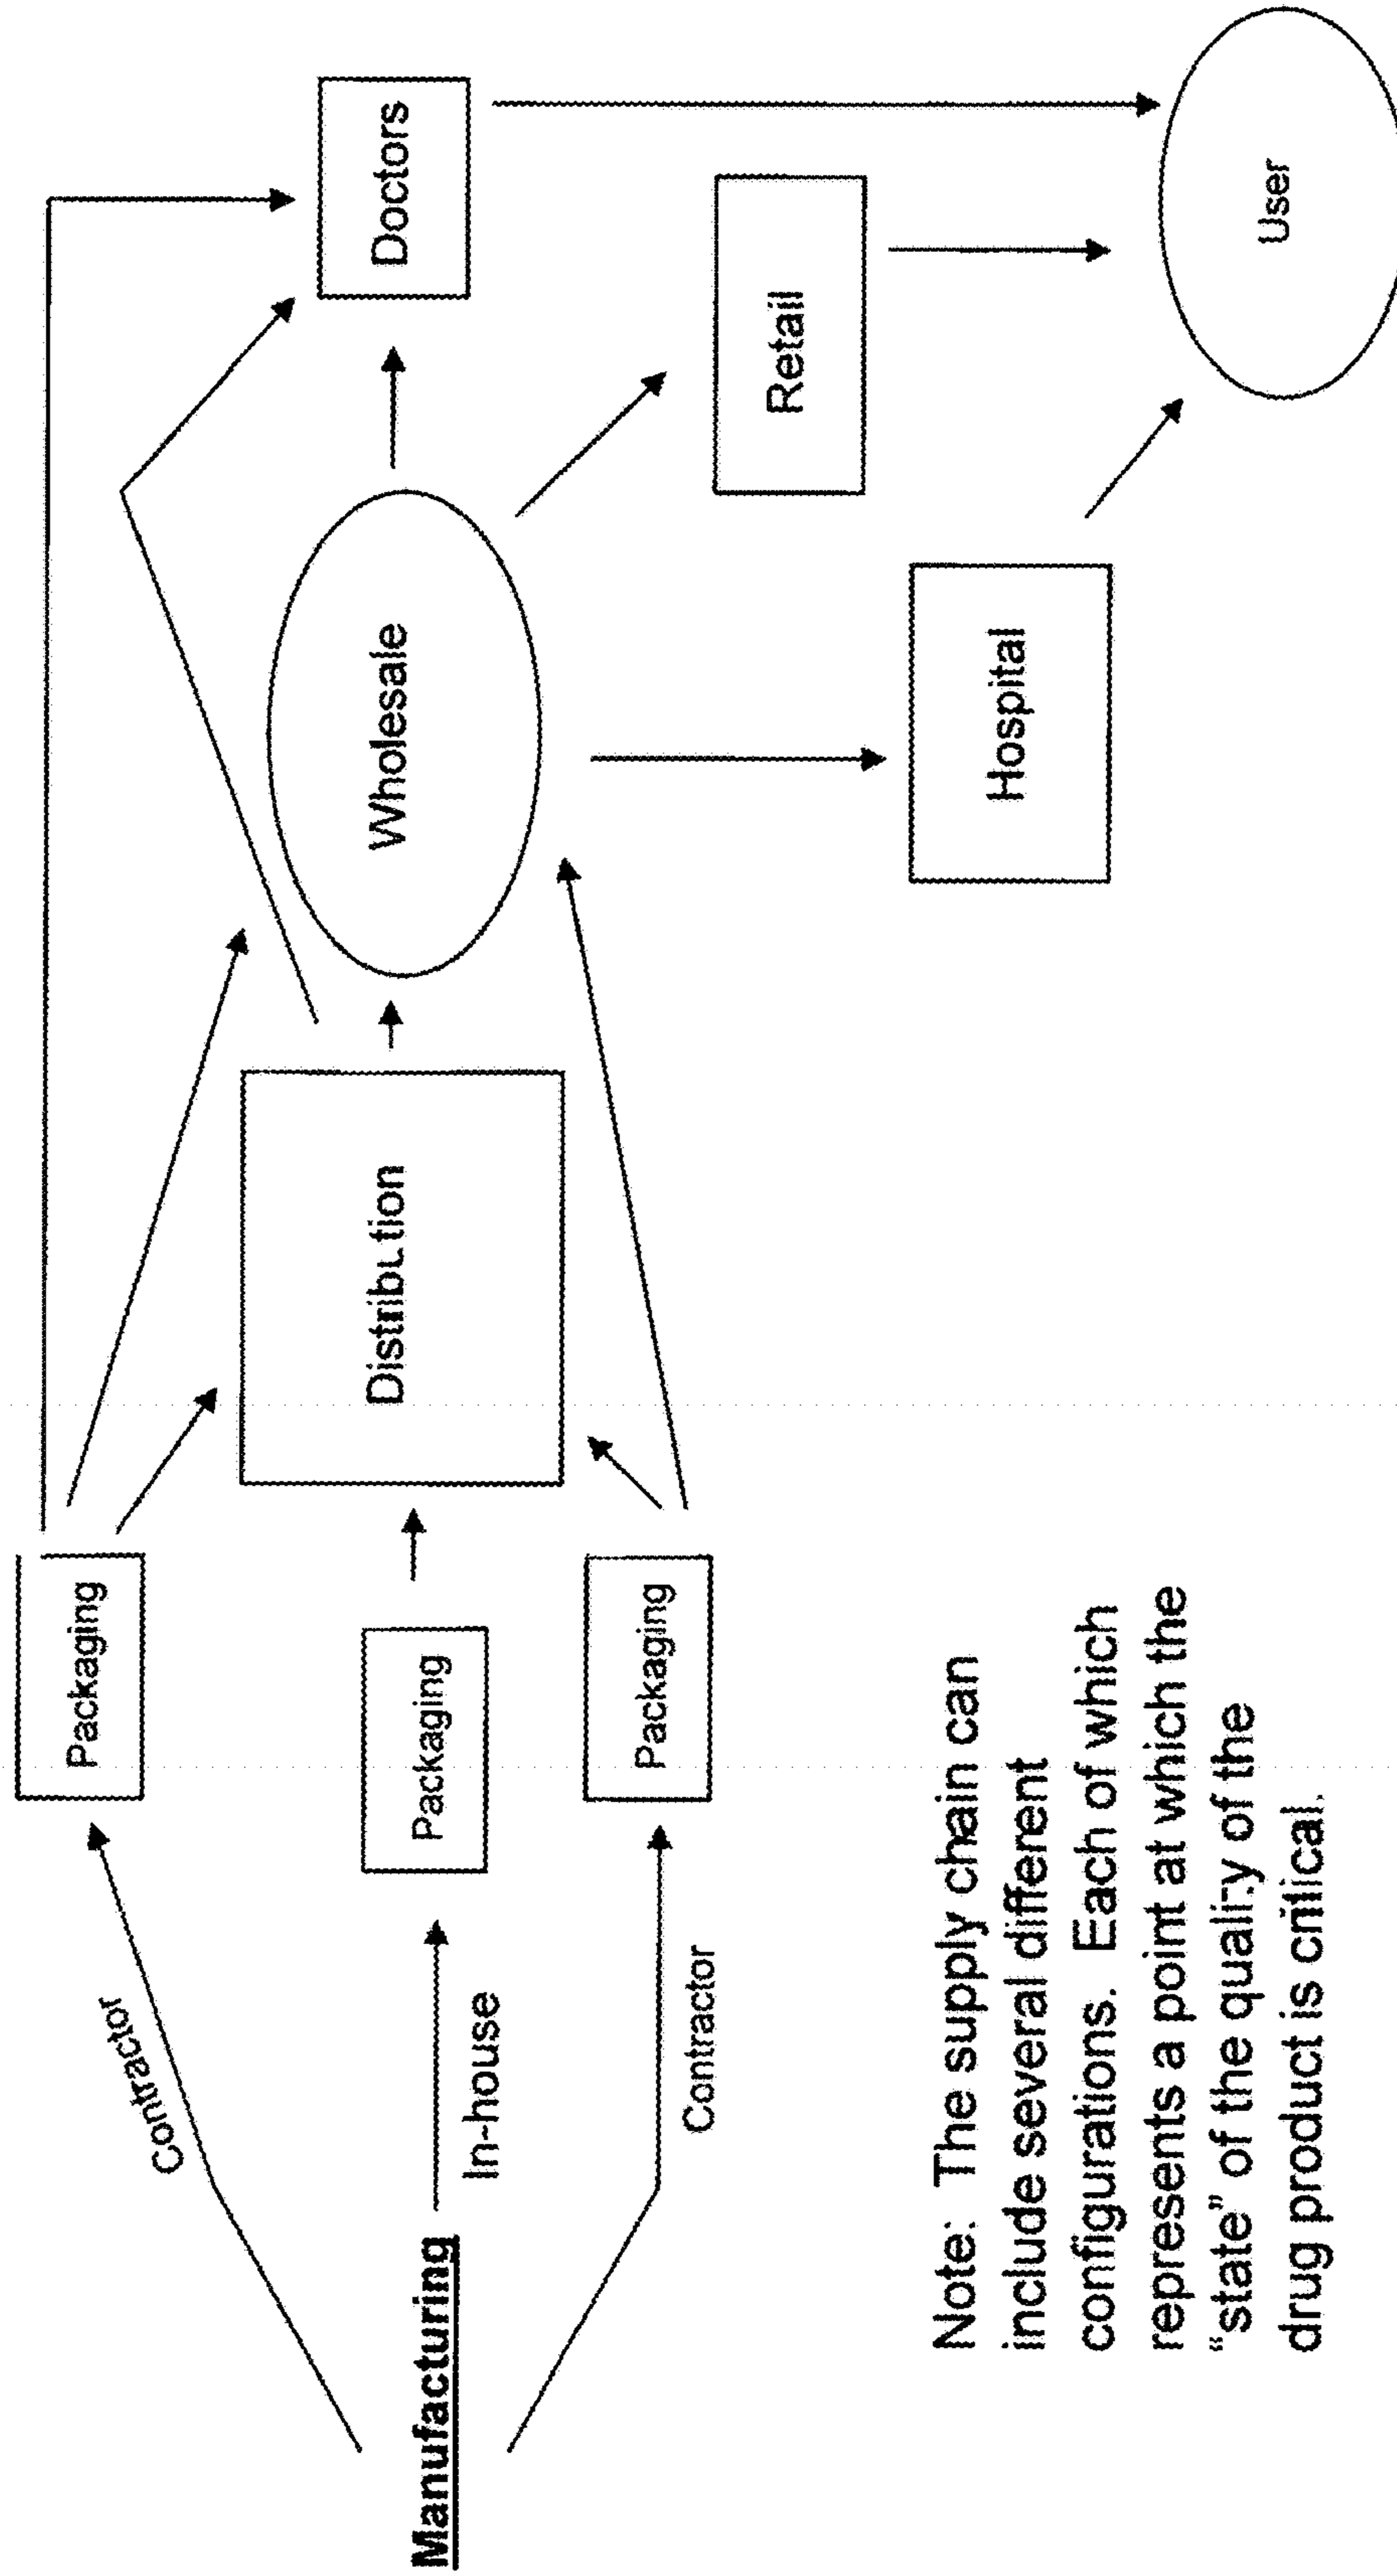 Manufacturing
Contractor
In-house
Contractor
Packaging
Packaging
Packaging
Distribution
Wholesale
Doctors
Retail
Hospital
User
Note: The supply chain can
include several different
configurations. Each of which
represents a point at which the
“state” of the quality of the
drug product is critical.